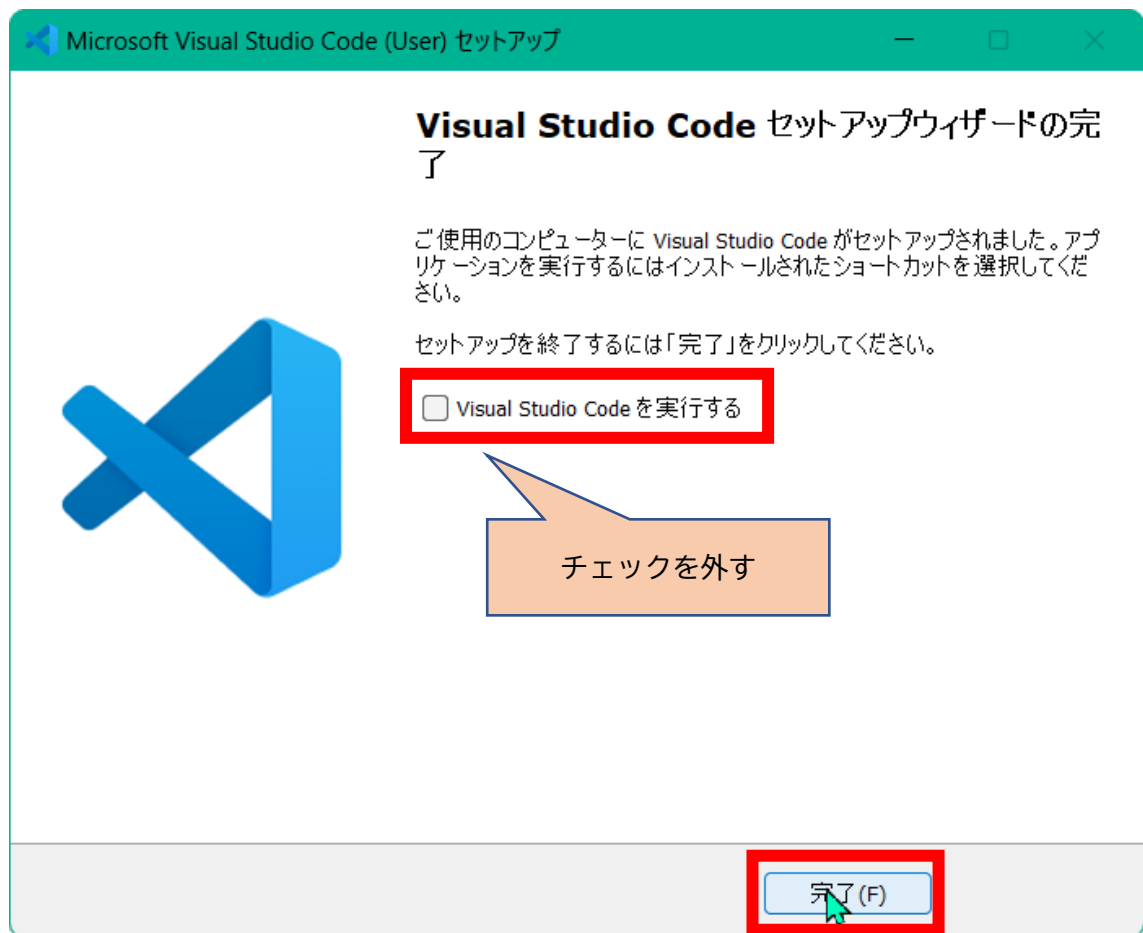 Microsoft Visual Studio Code (User) セットアップ
Visual Studio Code セットアップウィザードの完
了
ご使用のコンピューターに Visual Studio Code がセットアップされました。アプ
リケーションを実行するにはインストールされたショートカットを選択してくだ
さい。
セットアップを終了するには「完了」をクリックしてください。
Visual Studio Code を実行する
チェックを外す
完了(F)